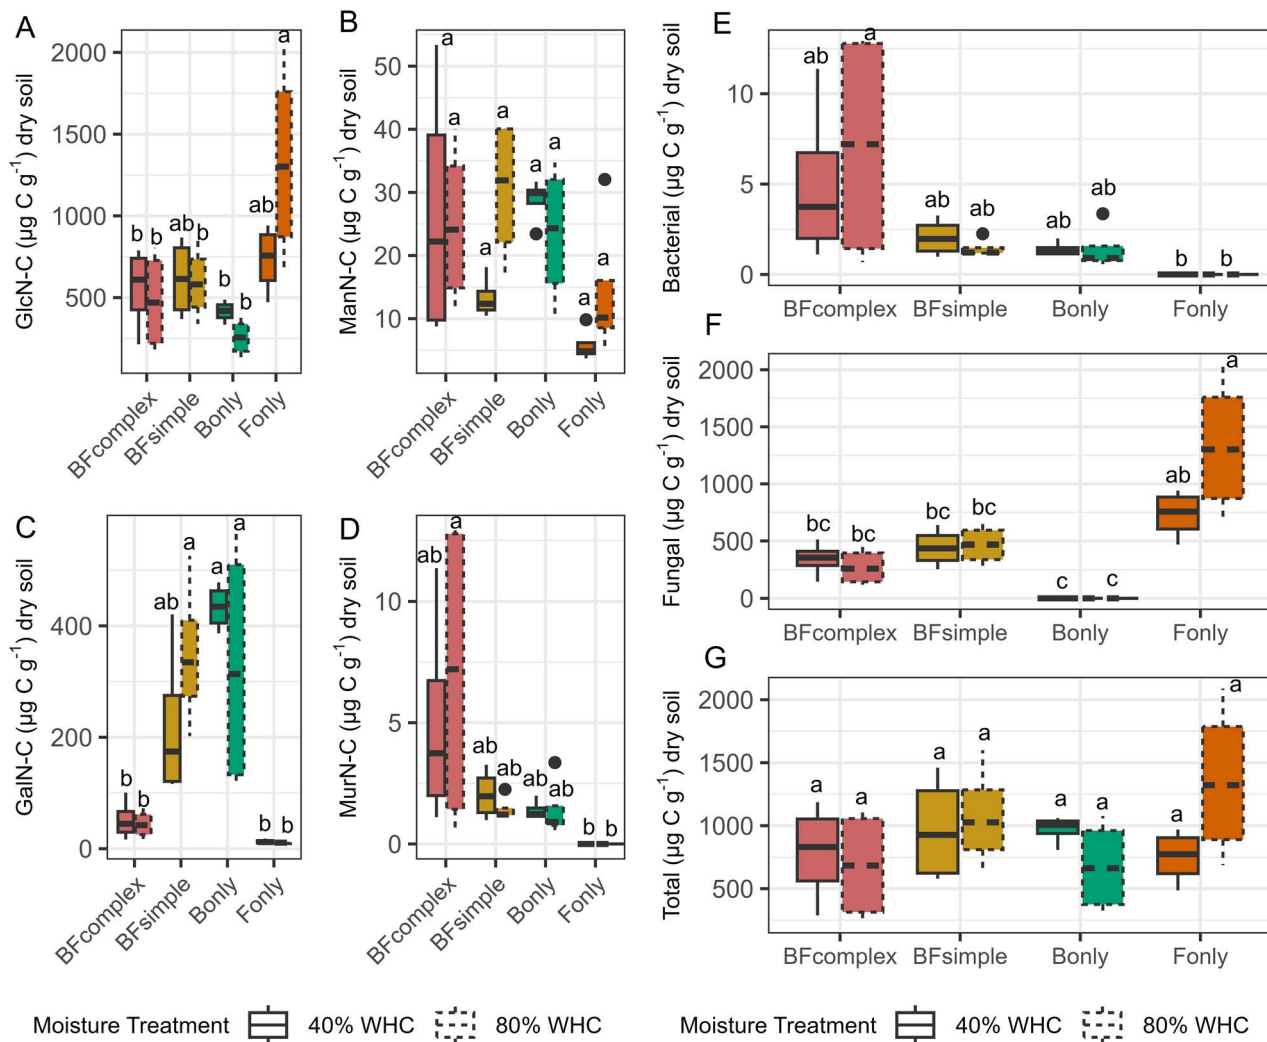 A
GlcN-C (µg C g⁻¹) dry soil
2000
1500
1000
500
b b ab b b b ab a
BFcomplex
BFsimple
Bonly
Fonly
B
ManN-C (µg C g⁻¹) dry soil
50
40
30
20
10
a a a a a a a a
BFcomplex
BFsimple
Bonly
Fonly
C
GalN-C (µg C g⁻¹) dry soil
400
200
0
b b ab a a a b b
BFcomplex
BFsimple
Bonly
Fonly
D
MurN-C (µg C g⁻¹) dry soil
10
5
0
ab a ab ab ab ab b b
BFcomplex
BFsimple
Bonly
Fonly
Moisture Treatment 40% WHC 80% WHC
E
Bacterial (µg C g⁻¹) dry soil
10
5
0
ab a ab ab ab ab b b
BFcomplex BFsimple Bonly Fonly
F
Fungal (µg C g⁻¹) dry soil
2000
1500
1000
500
0
bc bc bc bc c c ab a
BFcomplex BFsimple Bonly Fonly
G
Total (µg C g⁻¹) dry soil
2000
1500
1000
500
a a a a a a a a
BFcomplex BFsimple Bonly Fonly
Moisture Treatment 40% WHC 80% WHC